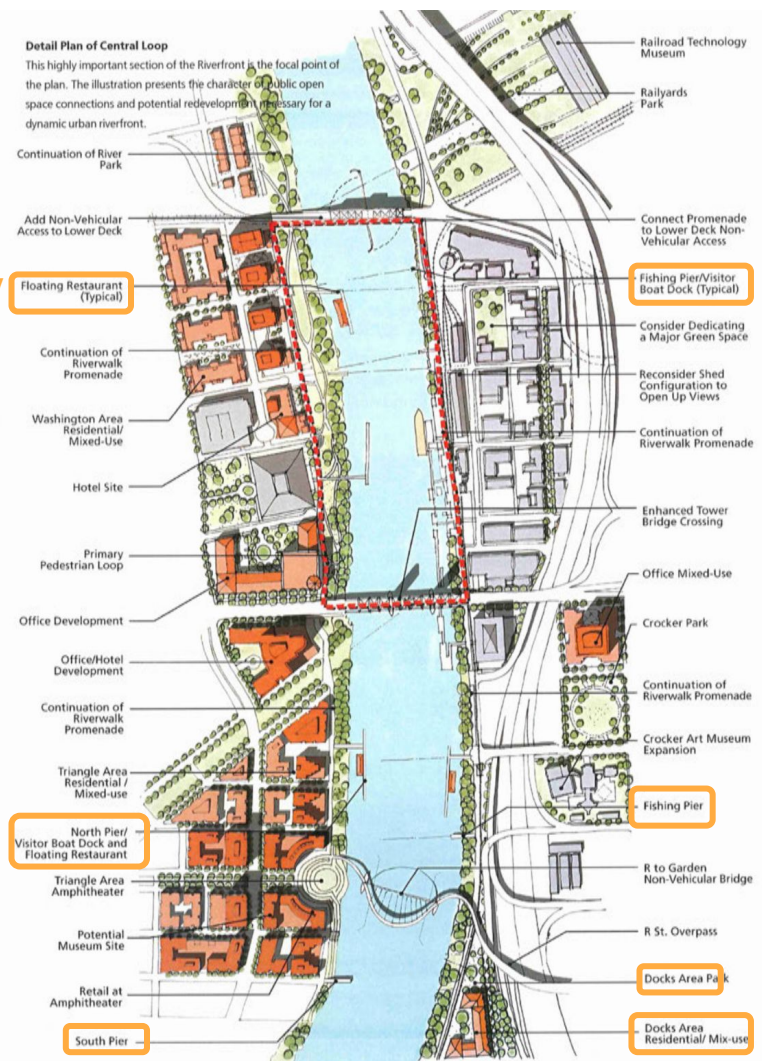 Detail Plan of Central Loop
This highly important section of the Riverfront is the focal point of
the plan. The illustration presents the character of public open
space connections and potential redevelopment necessary for a
dynamic urban riverfront.
Continuation of River
Park
Add Non-Vehicular
Access to Lower Deck
Floating Restaurant
(Typical)
Continuation of
Riverwalk
Promenade
Washington Area
Residential/
Mixed-Use
Hotel Site
Primary
Pedestrian Loop
Office Development
Office/Hotel
Development
Continuation of
Riverwalk
Promenade
Triangle Area
Residential /
Mixed-use
North Pier/
Visitor Boat Dock and
Floating Restaurant
Triangle Area
Amphitheater
Potential
Museum Site
Retail at
Amphitheater
South Pier
Railroad Technology
Museum
Railyards
Park
Connect Promenade
to Lower Deck Non-
Vehicular Access
Fishing Pier/Visitor
Boat Dock (Typical)
Consider Dedicating
a Major Green Space
Reconsider Shed
Configuration to
Open Up Views
Continuation of
Riverwalk Promenade
Enhanced Tower
Bridge Crossing
Office Mixed-Use
Crocker Park
Continuation of
Riverwalk Promenade
Crocker Art Museum
Expansion
Fishing Pier
R to Garden
Non-Vehicular Bridge
R St. Overpass
Docks Area Park
Docks Area
Residential/ Mix-use